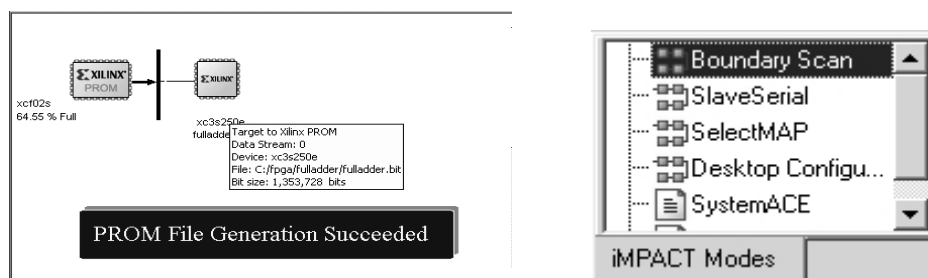 Σ XILINX®
PROM
Σ XILINX®
xcf02s
64.55 % Full
xc3s250e
fulladde
Target to Xilinx PROM
Data Stream: 0
Device: xc3s250e
File: C:/fpga/fulladder/fulladder.bit
Bit size: 1,353,728 bits
PROM File Generation Succeeded
Boundary Scan
SlaveSerial
SelectMAP
Desktop Configu...
SystemACE
iMPACT Modes